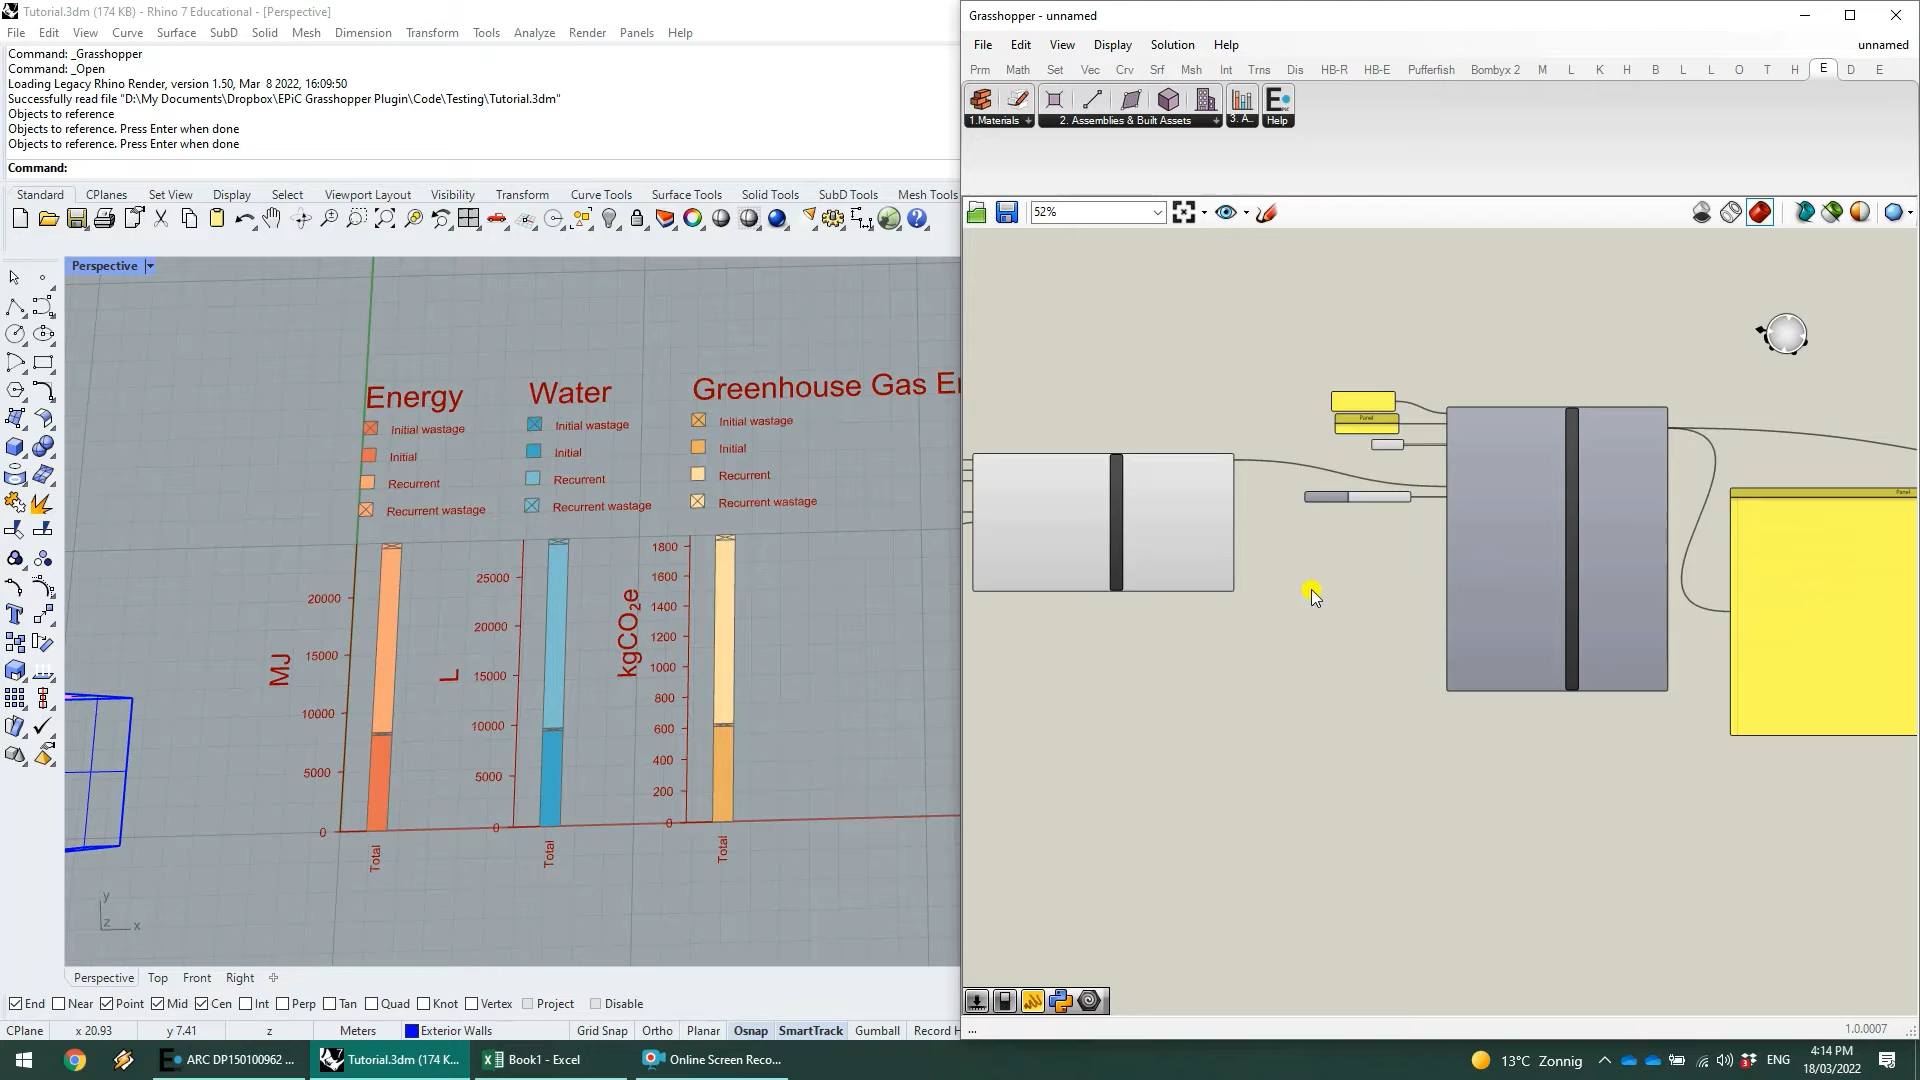 Tutorial.3dm (174 KB) - Rhino 7 Educational - [Perspective]
File Edit View Curve Surface SubD Solid Mesh Dimension Transform Tools Analyze Render Panels Help
Command: _Grasshopper
Command: _Open
Loading Legacy Rhino Render, version 1.50, Mar  8 2022, 16:09:50
Successfully read file "D:\My Documents\Dropbox\EPiC Grasshopper Plugin\Code\Testing\Tutorial.3dm"
Objects to reference
Objects to reference. Press Enter when done
Objects to reference. Press Enter when done
Command:
Standard CPlanes Set View Display Select Viewport Layout Visibility Transform Curve Tools Surface Tools Solid Tools SubD Tools Mesh Tools
Perspective
Energy Water Greenhouse Gas
Initial wastage Initial wastage Initial wastage
Initial Initial Initial
Recurrent Recurrent Recurrent
Recurrent wastage Recurrent wastage Recurrent wastage
MJ
20000
15000
10000
5000
0
Total
L
25000
20000
15000
10000
5000
0
Total
kgCO₂e
1800
1600
1400
1200
1000
800
600
400
200
0
Total
y
z x
Perspective Top Front Right
End Near Point Mid Cen Int Perp Tan Quad Knot Vertex Project Disable
CPlane x 20.93 y 7.41 z Meters Exterior Walls Grid Snap Ortho Planar Osnap SmartTrack Gumball Record H
Grasshopper - unnamed
File Edit View Display Solution Help unnamed
Prm Math Set Vec Crv Srf Msh Int Trns Dis HB-R HB-E Pufferfish Bombyx 2 M L K H B L L O T H E D E
1.Materials 2. Assemblies & Built Assets 3. A... Help
52%
Panel
Panel
... 1.0.0007
ARC DP150100962 ... Tutorial.3dm (174 K... Book1 - Excel Online Screen Reco... 13°C Zonnig ENG 4:14 PM
18/03/2022